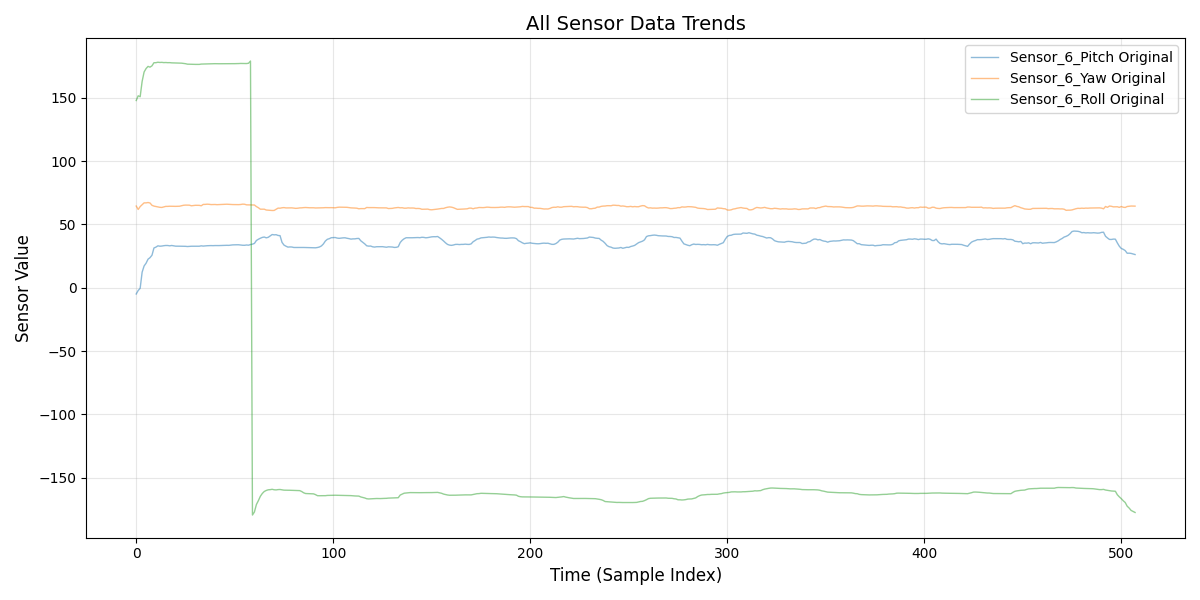 All Sensor Data Trends
Sensor_6_Pitch Original
Sensor_6_Yaw Original
Sensor_6_Roll Original
Sensor Value
150
100
50
0
−50
−100
−150
0
100
200
300
400
500
Time (Sample Index)